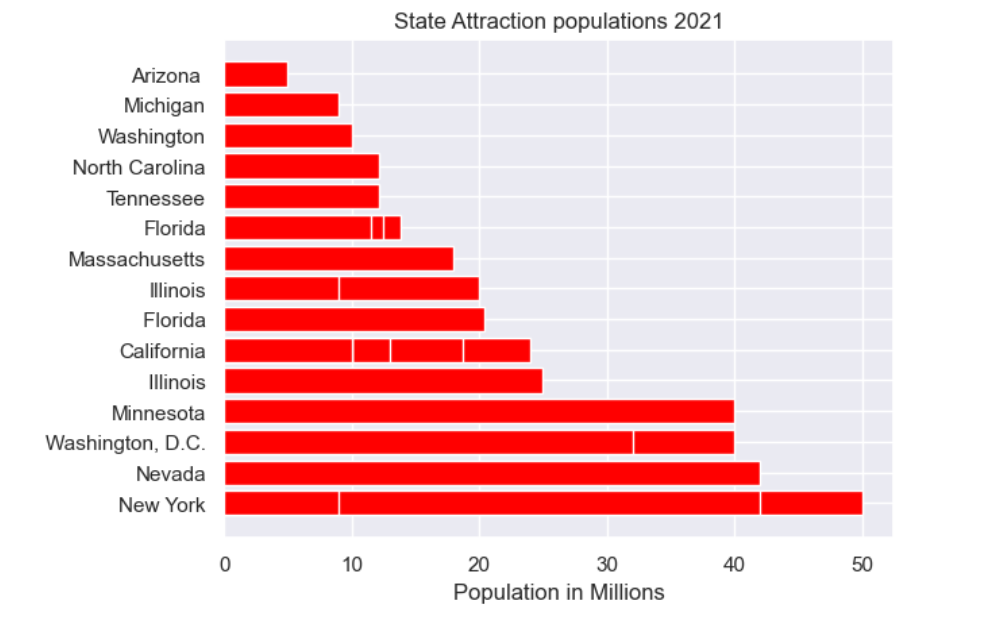 State Attraction populations 2021
Arizona
Michigan
Washington
North Carolina
Tennessee
Florida
Massachusetts
Illinois
Florida
California
Illinois
Minnesota
Washington, D.C.
Nevada
New York
0 10 20 30 40 50
Population in Millions